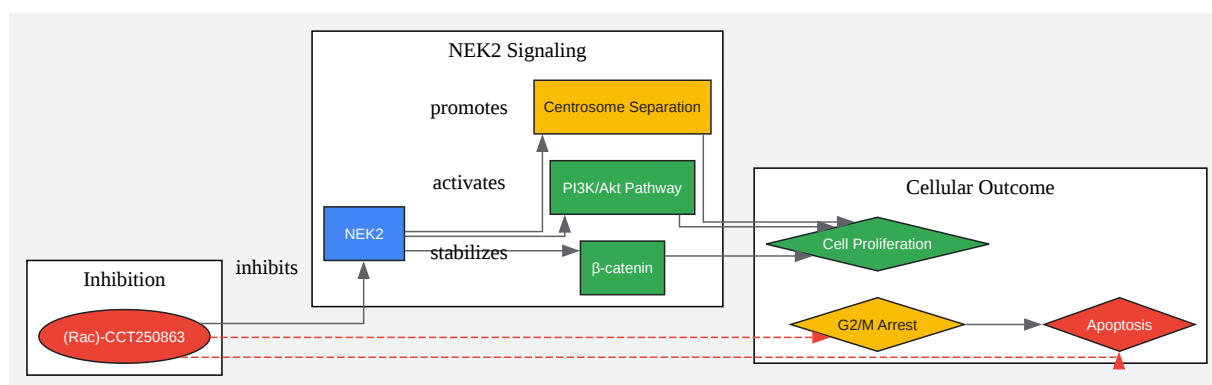 NEK2 Signaling
promotes
Centrosome Separation
activates
PI3K/Akt Pathway
NEK2
stabilizes
β-catenin
inhibits
Inhibition
(Rac)-CCT250863
Cellular Outcome
Cell Proliferation
G2/M Arrest
Apoptosis